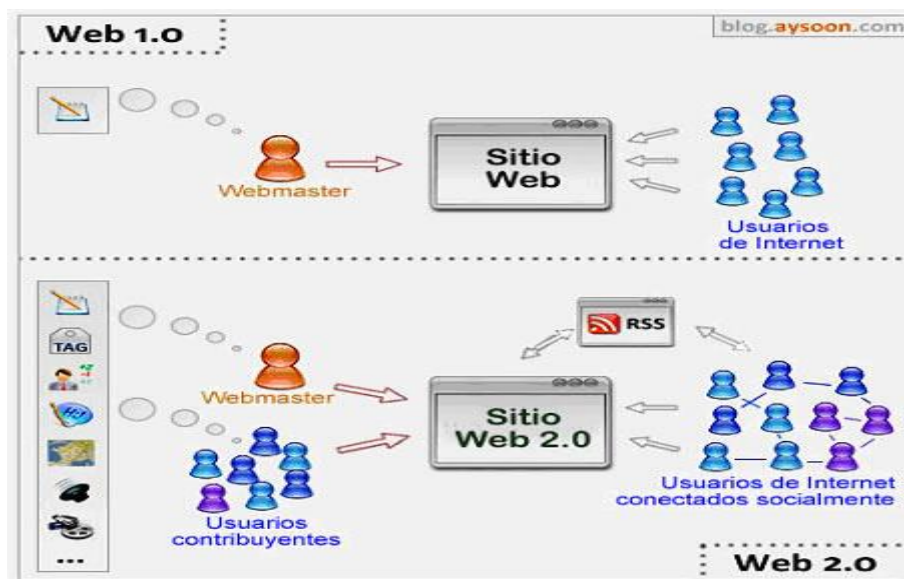 Web 1.0
blog.aysoon.com
Webmaster
Sitio
Web
Usuarios
de Internet
TAG
RSS
Webmaster
Sitio
Web 2.0
Usuarios
contribuyentes
Usuarios de Internet
conectados socialmente
...
Web 2.0